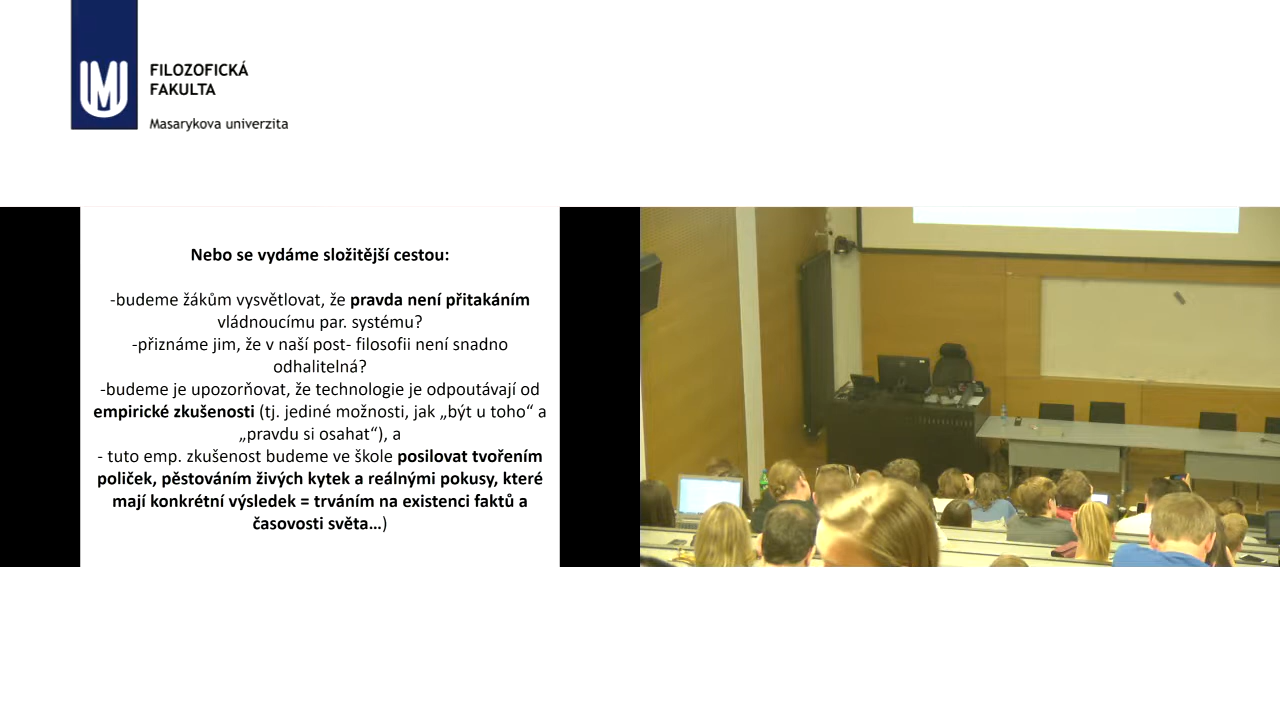 FILOZOFICKÁ
FAKULTA
Masarykova univerzita
Nebo se vydáme složitější cestou:
-budeme žákům vysvětlovat, že pravda není přitakáním
vládnoucímu par. systému?
-přiznáme jim, že v naší post- filosofii není snadno
odhalitelná?
-budeme je upozorňovat, že technologie je odpoutávají od
empirické zkušenosti (tj. jediné možnosti, jak „být u toho“ a
„pravdu si osahat“), a
- tuto emp. zkušenost budeme ve škole posilovat tvořením
poliček, pěstováním živých kytek a reálnými pokusy, které
mají konkrétní výsledek = trváním na existenci faktů a
časovosti světa…)